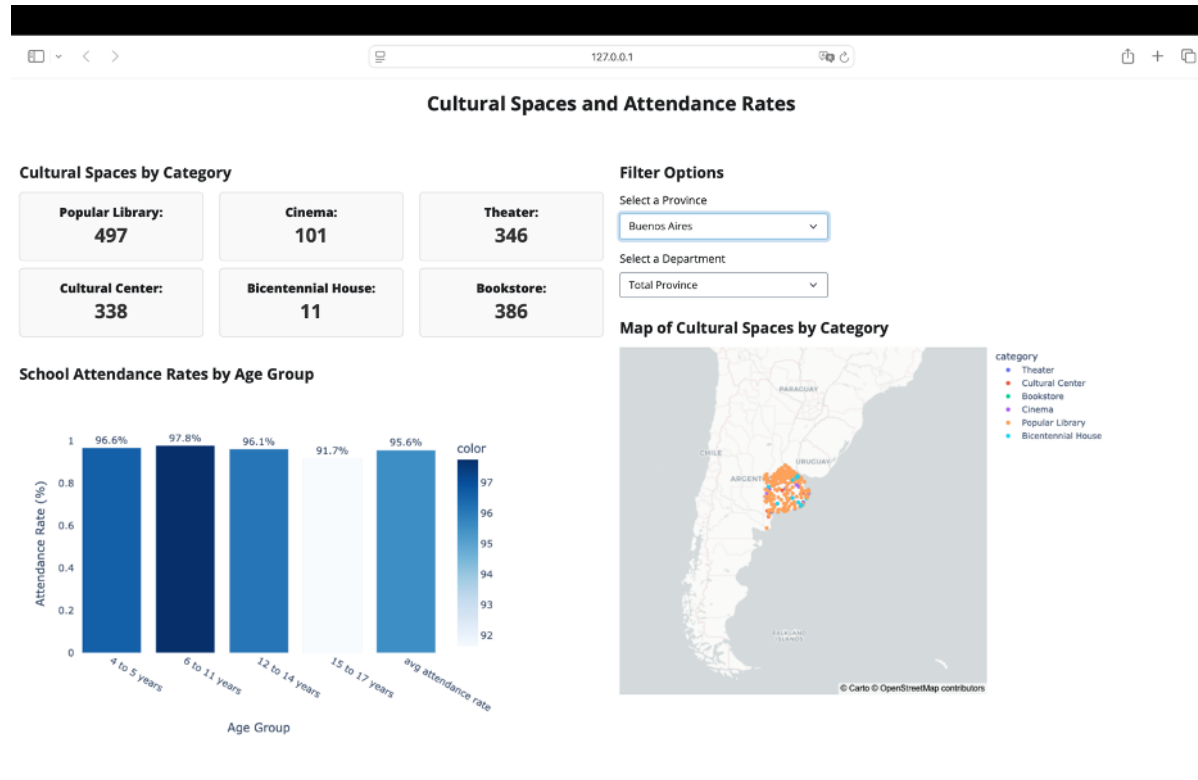 127.0.0.1
Cultural Spaces and Attendance Rates
Cultural Spaces by Category
Popular Library:
497
Cinema:
101
Theater:
346
Cultural Center:
338
Bicentennial House:
11
Bookstore:
386
Filter Options
Select a Province
Buenos Aires
Select a Department
Total Province
Map of Cultural Spaces by Category
PARAGUAY
CHILE
URUGUAY
ARGENT
FALKLAND
ISLANDS
© Carto © OpenStreetMap contributors
category
Theater
Cultural Center
Bookstore
Cinema
Popular Library
Bicentennial House
School Attendance Rates by Age Group
Attendance Rate (%)
1
0.8
0.6
0.4
0.2
0
96.6%
97.8%
96.1%
91.7%
95.6%
4 to 5 years
6 to 11 years
12 to 14 years
15 to 17 years
avg attendance rate
Age Group
color
97
96
95
94
93
92